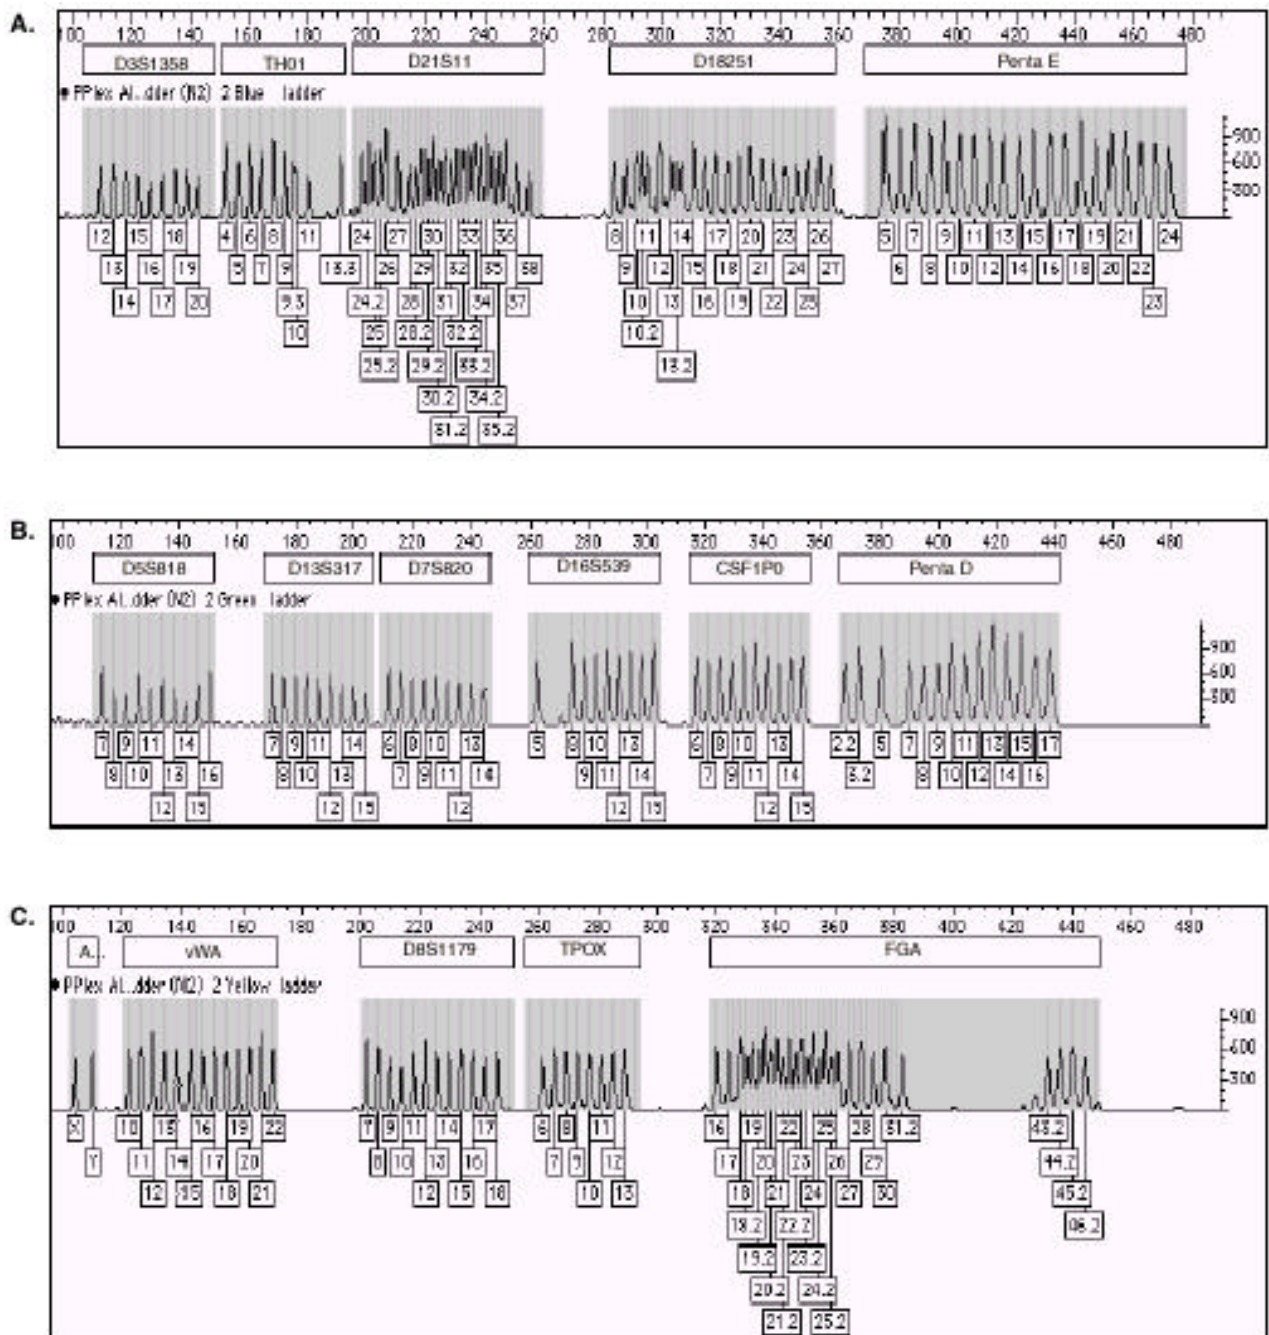 A.
100 120 140 160 180 200 220 240 260 280 300 320 340 360 380 400 420 440 460 480
D3S1358 TH01 D21S11 D18251 Penta E
PPlex Al...dder (N2) 2 Blue ladder
900
600
300
12 15 18 4 6 8 11 24 27 30 33 36 8 11 14 17 20 23 26 5 7 9 11 13 15 17 19 21 24
13 16 19 5 7 9 13.3 26 29 32 35 38 9 12 15 18 21 24 27 6 8 10 12 14 16 18 20 22
14 17 20 9.3 24.2 28 31 34 37 10 13 16 19 22 25 23
10 25 28.2 32.2 10.2
25.2 29.2 33.2 13.2
30.2 34.2
31.2 35.2
B.
100 120 140 160 180 200 220 240 260 280 300 320 340 360 380 400 420 440 460 480
D5S818 D13S317 D7S820 D16S539 CSF1P0 Penta D
PPlex Al...dder (N2) 2 Green ladder
900
600
300
7 9 11 14 7 9 11 14 6 8 10 13 5 8 10 13 6 8 10 13 2.2 5 7 9 11 13 15 17
8 10 13 16 8 10 13 7 9 11 14 9 11 14 7 9 11 14 3.2 8 10 12 14 16
12 15 12 15 12 12 15 12 15
C.
100 120 140 160 180 200 220 240 260 280 300 320 340 360 380 400 420 440 460 480
A... vWA D8S1179 TPOX FGA
PPlex Al...dder (N2) 2 Yellow ladder
900
600
300
X 10 13 16 19 22 7 9 11 14 17 6 8 11 16 19 22 25 28 31.2 43.2
Y 11 14 17 20 8 10 13 16 7 9 12 17 20 23 26 29 44.2
12 15 18 21 12 15 18 10 13 18 21 24 27 30 45.2
18.2 22.2 46.2
19.2 23.2
20.2 24.2
21.2 25.2